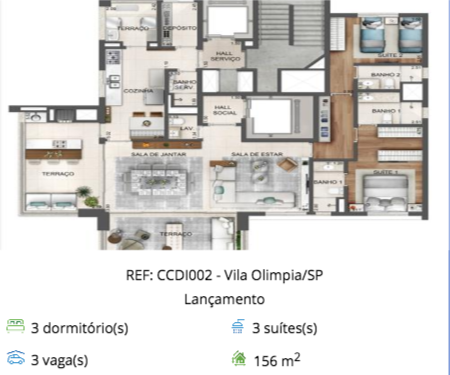 TERRAÇO
DEPÓSITO
HALL
SERVIÇO
SUÍTE 2
COZINHA
BANHO
SERV.
BANHO 2
HALL
SOCIAL
BANHO 1
LAV.
SALA DE JANTAR
SALA DE ESTAR
TERRAÇO
BANHO 1
SUÍTE 1
TERRAÇO
REF: CCDI002 - Vila Olimpia/SP
Lançamento
3 dormitório(s)
3 suítes(s)
3 vaga(s)
156 m²